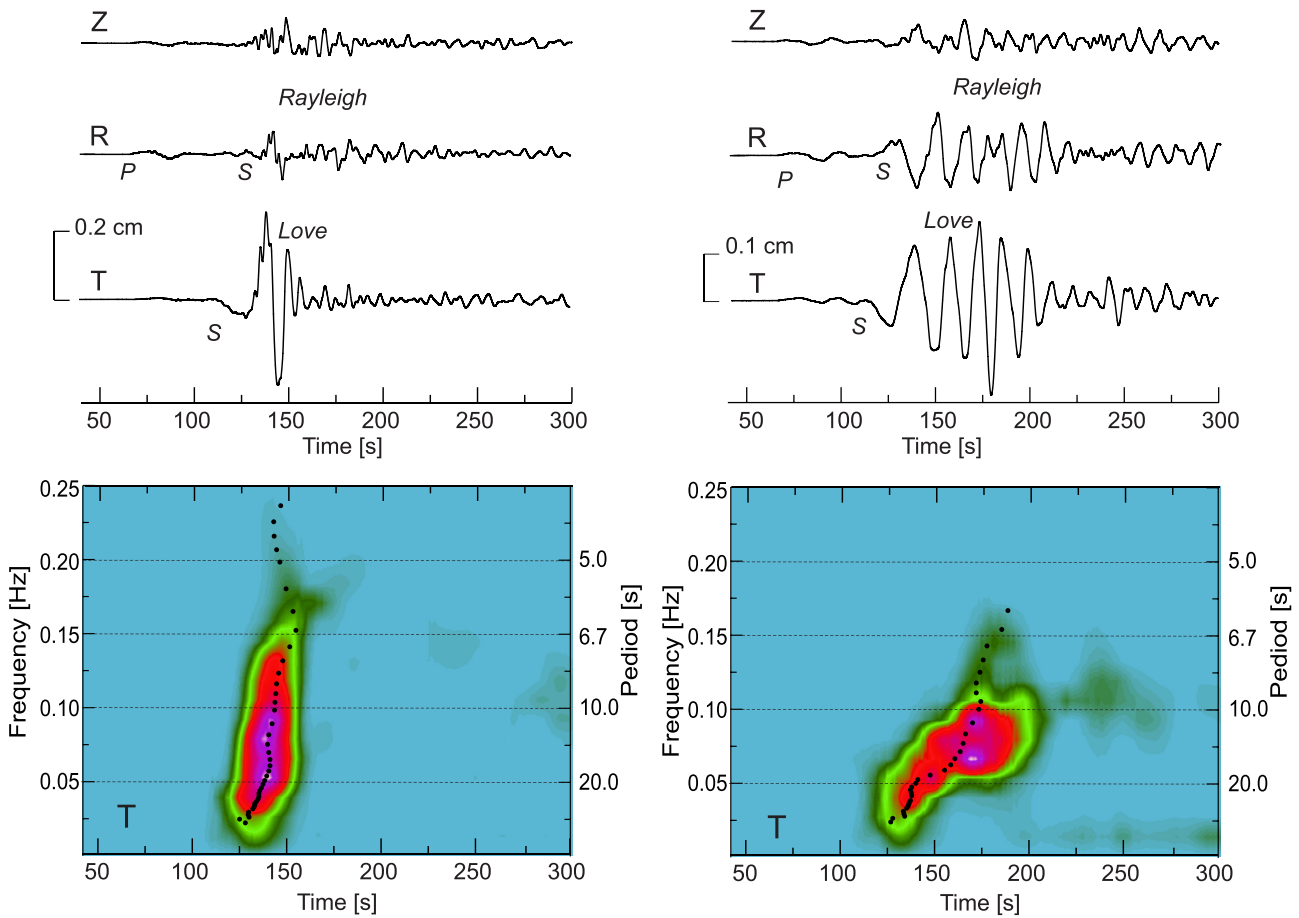 Z
Rayleigh
R
P
S
0.2 cm
Love
T
S
50 100 150 200 250 300
Time [s]
Z
Rayleigh
R
P
S
Love
0.1 cm
T
S
50 100 150 200 250 300
Time [s]
0.25
0.20
0.15
0.10
0.05
Frequency [Hz]
5.0
6.7
10.0
20.0
Pediod [s]
T
50 100 150 200 250 300
Time [s]
0.25
0.20
0.15
0.10
0.05
Frequency [Hz]
5.0
6.7
10.0
20.0
Pediod [s]
T
50 100 150 200 250 300
Time [s]